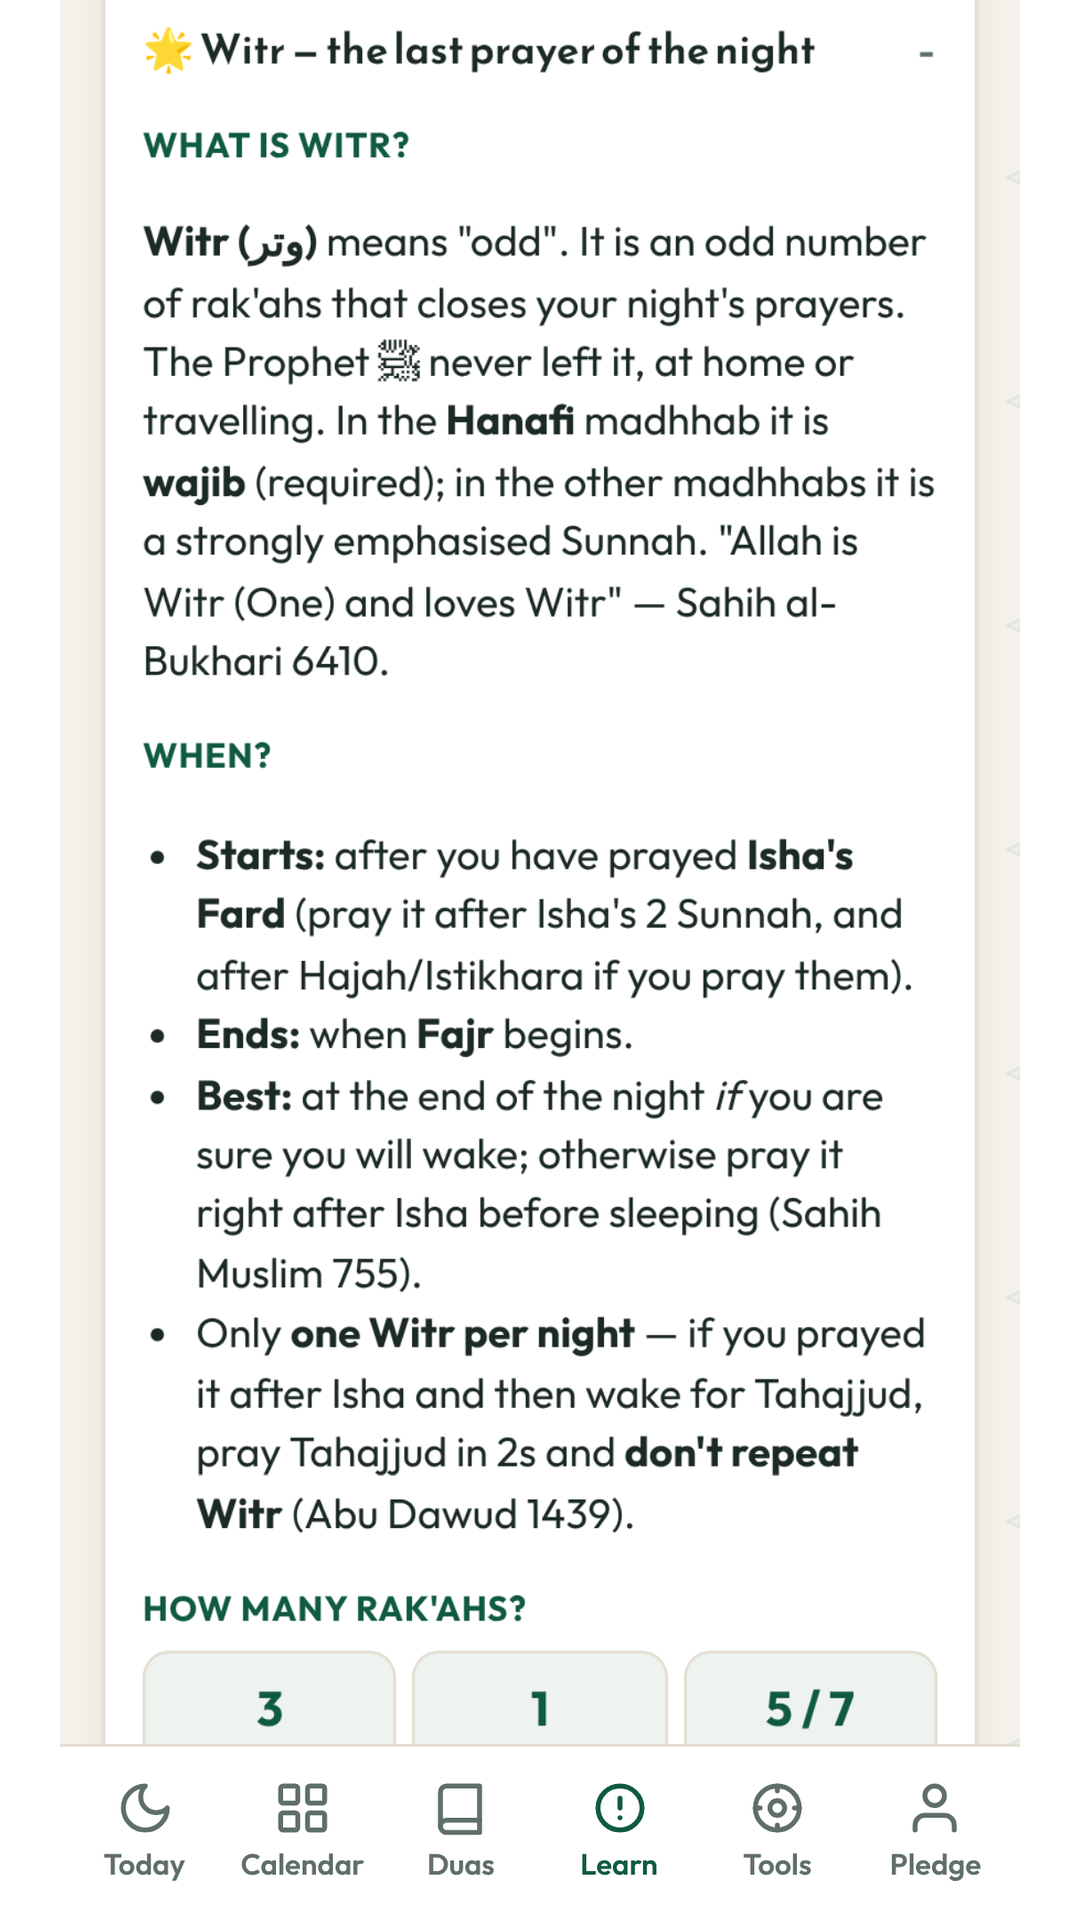 🌟 Witr – the last prayer of the night -
WHAT IS WITR?
Witr (وتر) means "odd". It is an odd number
of rak'ahs that closes your night's prayers.
The Prophet ﷺ never left it, at home or
travelling. In the Hanafi madhhab it is
wajib (required); in the other madhhabs it is
a strongly emphasised Sunnah. "Allah is
Witr (One) and loves Witr" — Sahih al-
Bukhari 6410.
WHEN?
• Starts: after you have prayed Isha's
Fard (pray it after Isha's 2 Sunnah, and
after Hajah/Istikhara if you pray them).
• Ends: when Fajr begins.
• Best: at the end of the night if you are
sure you will wake; otherwise pray it
right after Isha before sleeping (Sahih
Muslim 755).
• Only one Witr per night — if you prayed
it after Isha and then wake for Tahajjud,
pray Tahajjud in 2s and don't repeat
Witr (Abu Dawud 1439).
HOW MANY RAK'AHS?
3 1 5 / 7
Today Calendar Duas Learn Tools Pledge